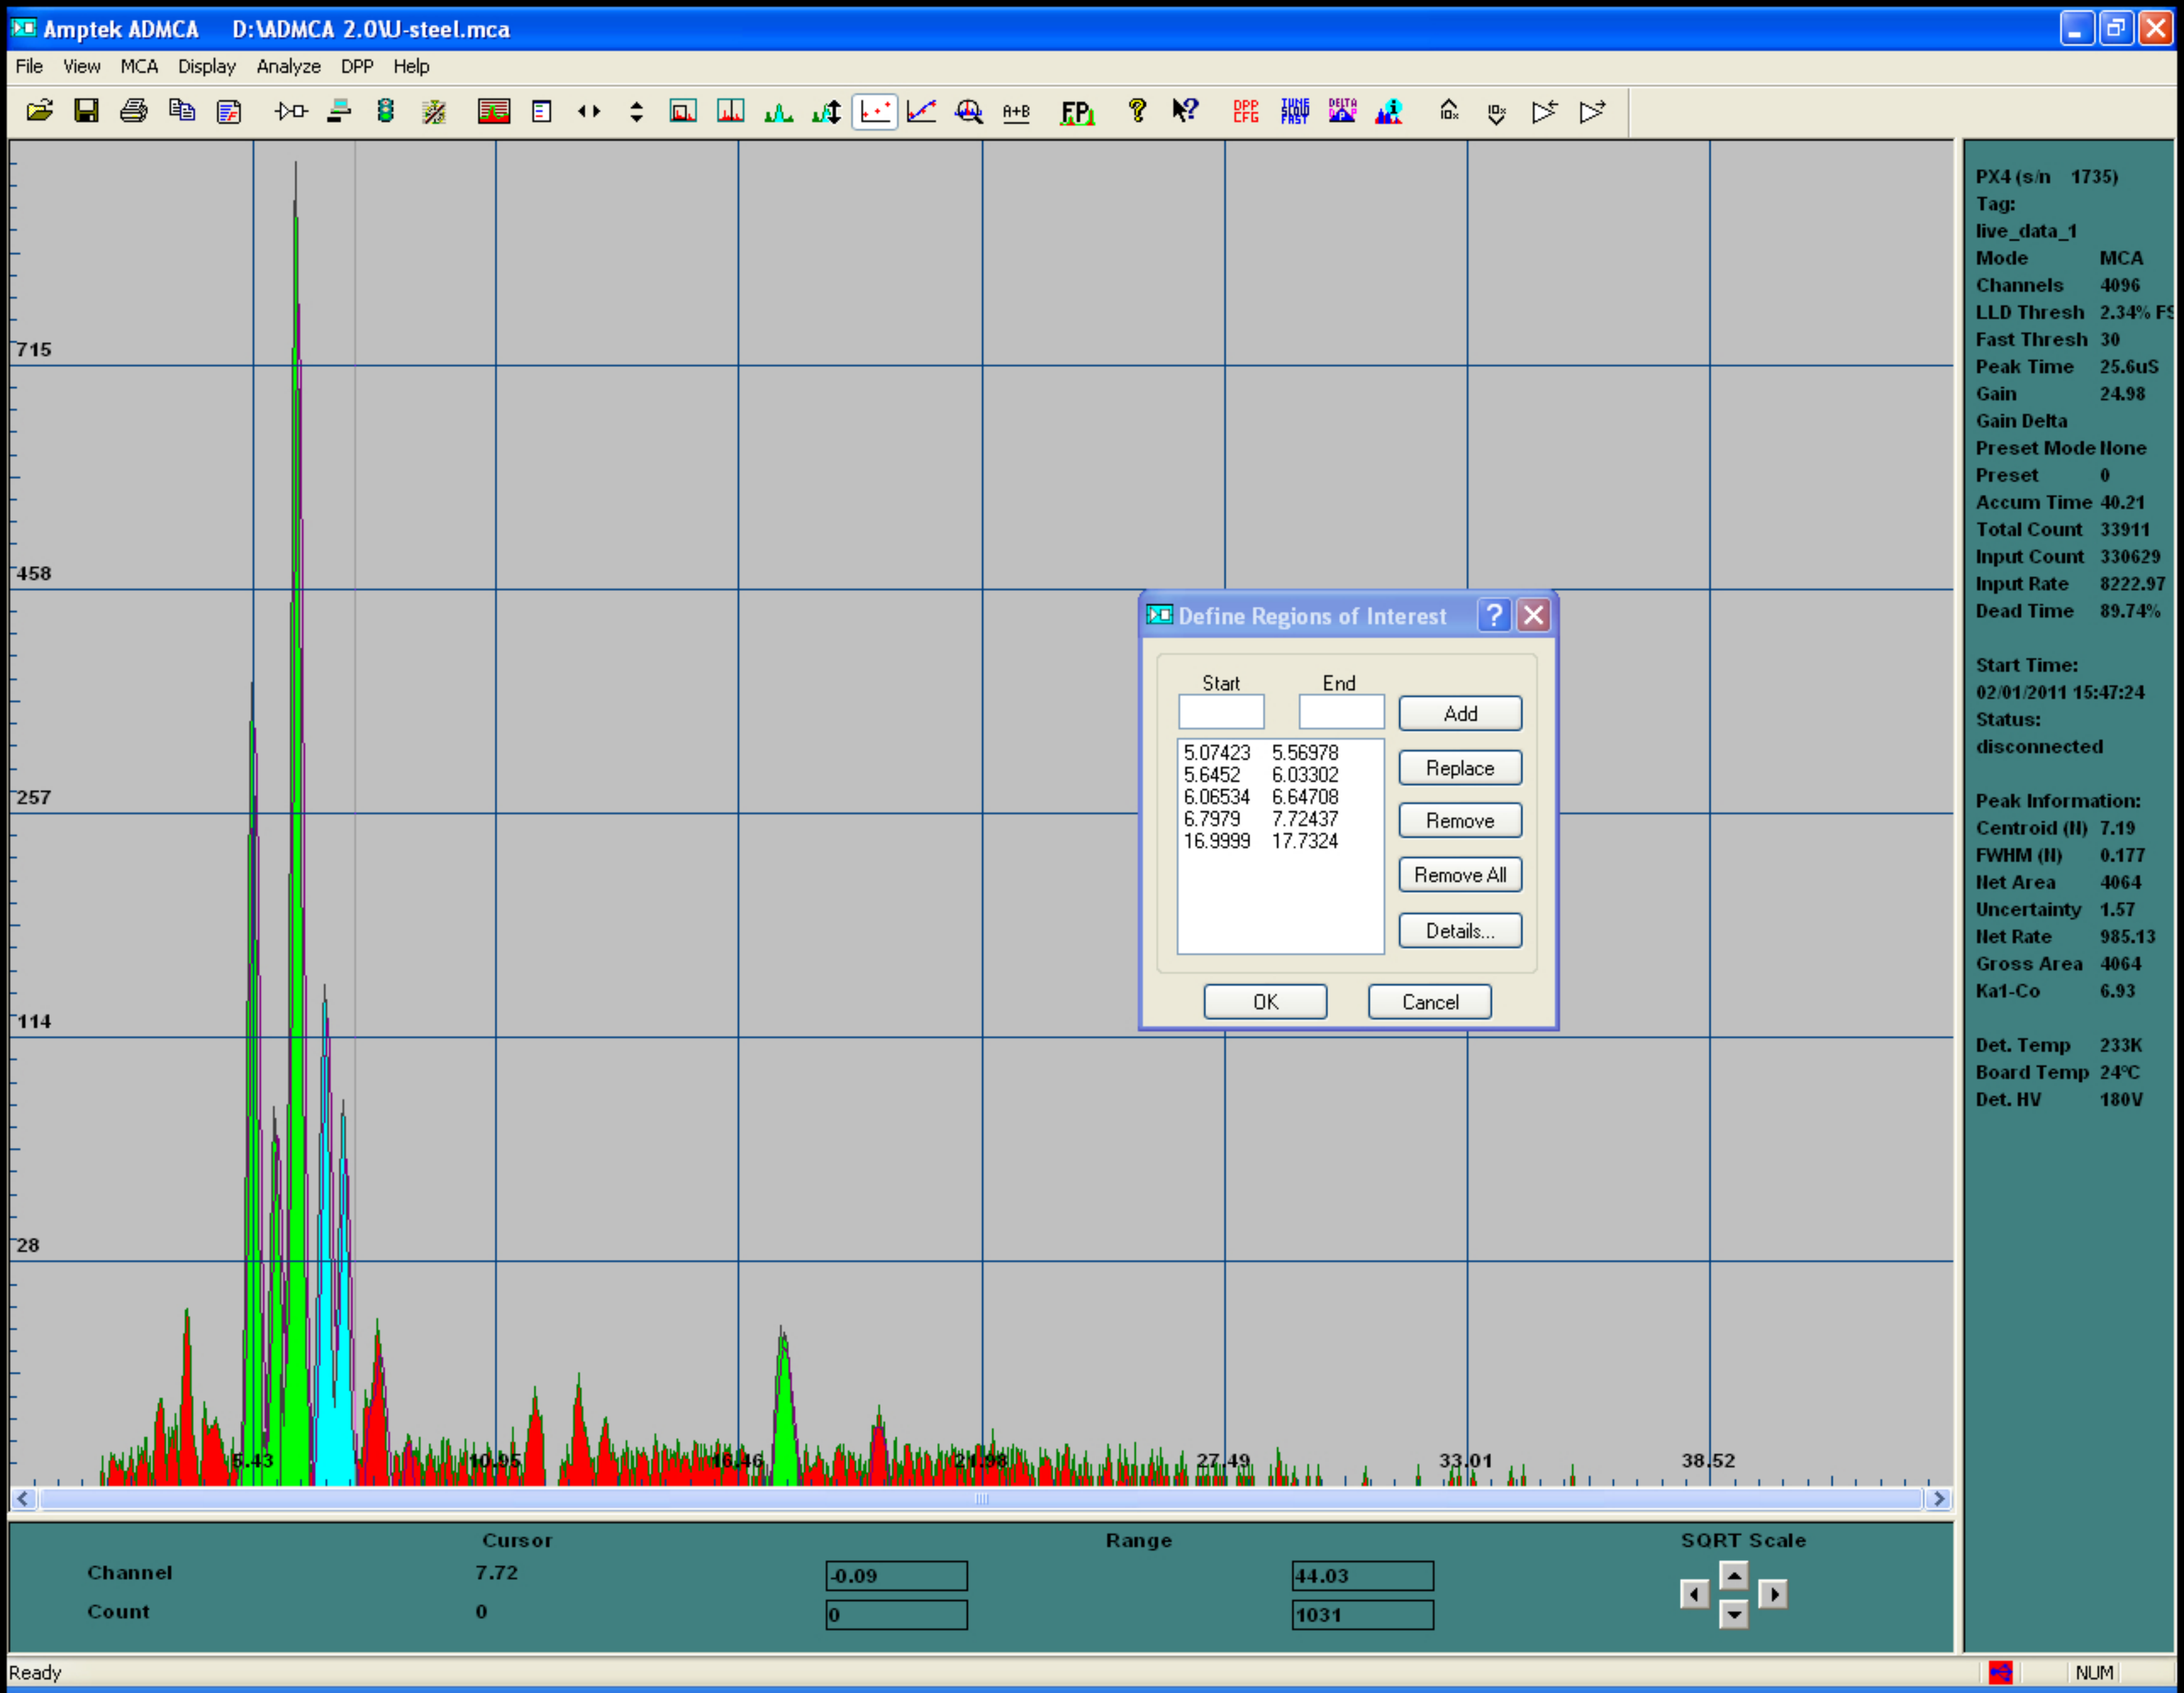 Amptek ADMCA D:\ADMCA 2.0\U-steel.mca
File View MCA Display Analyze DPP Help
A+B FP ? ? DPP CFG TUNE SLOW FAST DELTA 10x 10x
PX4 (s/n 1735)
Tag:
live_data_1
Mode MCA
Channels 4096
LLD Thresh 2.34% FS
Fast Thresh 30
Peak Time 25.6uS
Gain 24.98
Gain Delta
Preset Mode None
Preset 0
Accum Time 40.21
Total Count 33911
Input Count 330629
Input Rate 8222.97
Dead Time 89.74%
Start Time:
02/01/2011 15:47:24
Status:
disconnected
Peak Information:
Centroid (N) 7.19
FWHM (N) 0.177
Net Area 4064
Uncertainty 1.57
Net Rate 985.13
Gross Area 4064
Ka1-Co 6.93
Det. Temp 233K
Board Temp 24°C
Det. HV 180V
715
458
257
114
28
5.43 10.95 16.46 21.98 27.49 33.01 38.52
Define Regions of Interest ?
Start End
Add
5.07423 5.56978
5.6452 6.03302
6.06534 6.64708
6.7979 7.72437
16.9999 17.7324
Replace
Remove
Remove All
Details...
OK Cancel
Cursor Range SQRT Scale
Channel 7.72 -0.09 44.03
Count 0 0 1031
Ready NUM